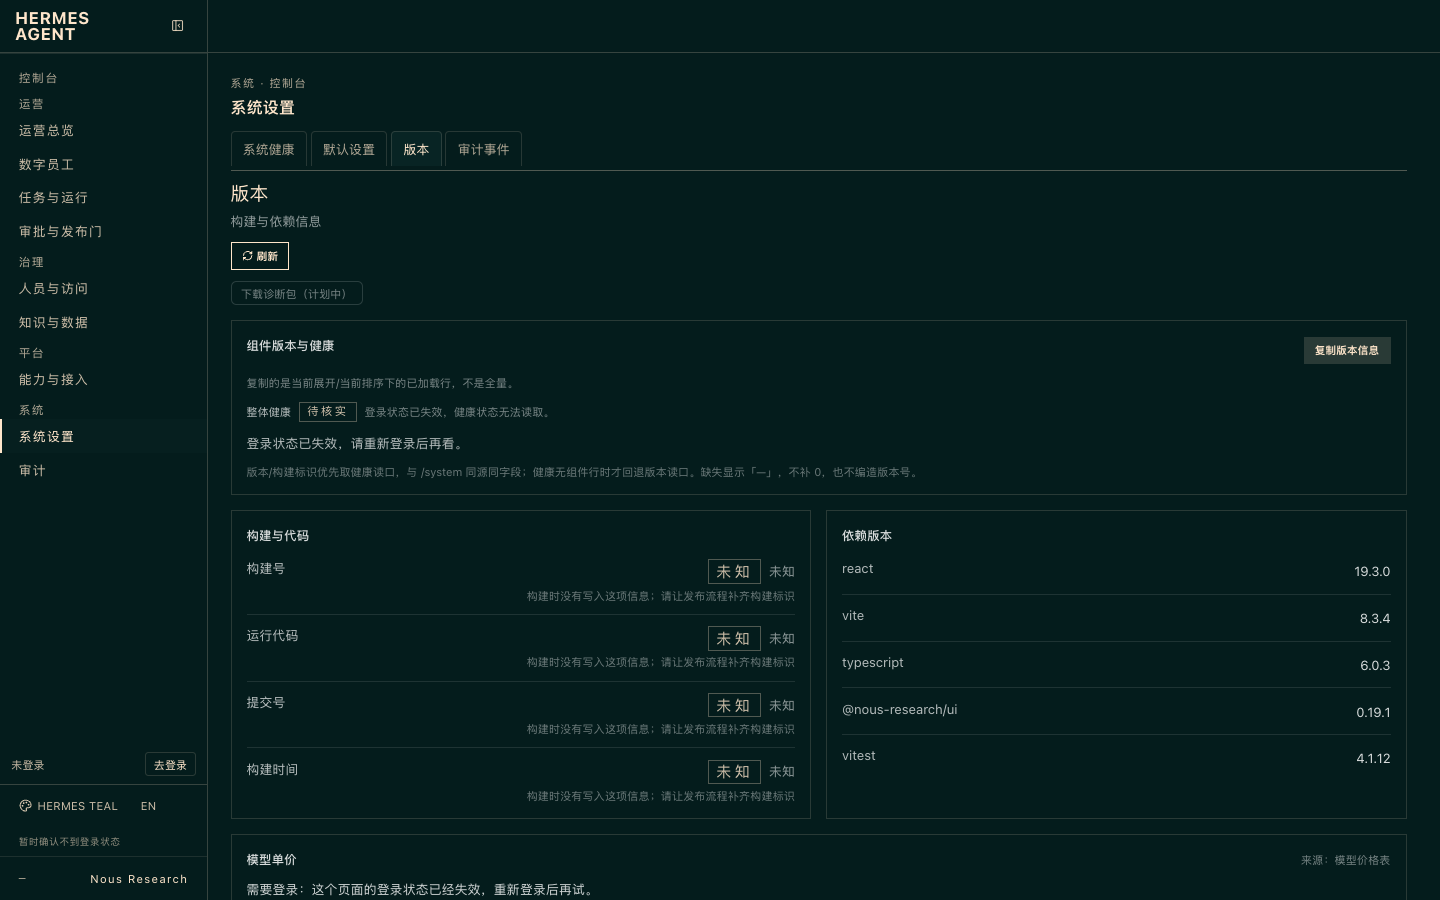 HERMES
AGENT
控制台
运营
运营总览
数字员工
任务与运行
审批与发布门
治理
人员与访问
知识与数据
平台
能力与接入
系统
系统设置
审计
未登录
去登录
HERMES TEAL
EN
暂时确认不到登录状态
—
Nous Research
系统 · 控制台
系统设置
系统健康
默认设置
版本
审计事件
版本
构建与依赖信息
刷新
下载诊断包（计划中）
组件版本与健康
复制版本信息
复制的是当前展开/当前排序下的已加载行，不是全量。
整体健康 待核实 登录状态已失效，健康状态无法读取。
登录状态已失效，请重新登录后再看。
版本/构建标识优先取健康读口，与 /system 同源同字段；健康无组件行时才回退版本读口。缺失显示「—」，不补 0，也不编造版本号。
构建与代码
构建号 未知 未知
构建时没有写入这项信息；请让发布流程补齐构建标识
运行代码 未知 未知
构建时没有写入这项信息；请让发布流程补齐构建标识
提交号 未知 未知
构建时没有写入这项信息；请让发布流程补齐构建标识
构建时间 未知 未知
构建时没有写入这项信息；请让发布流程补齐构建标识
依赖版本
react 19.3.0
vite 8.3.4
typescript 6.0.3
@nous-research/ui 0.19.1
vitest 4.1.12
模型单价
来源：模型价格表
需要登录：这个页面的登录状态已经失效，重新登录后再试。